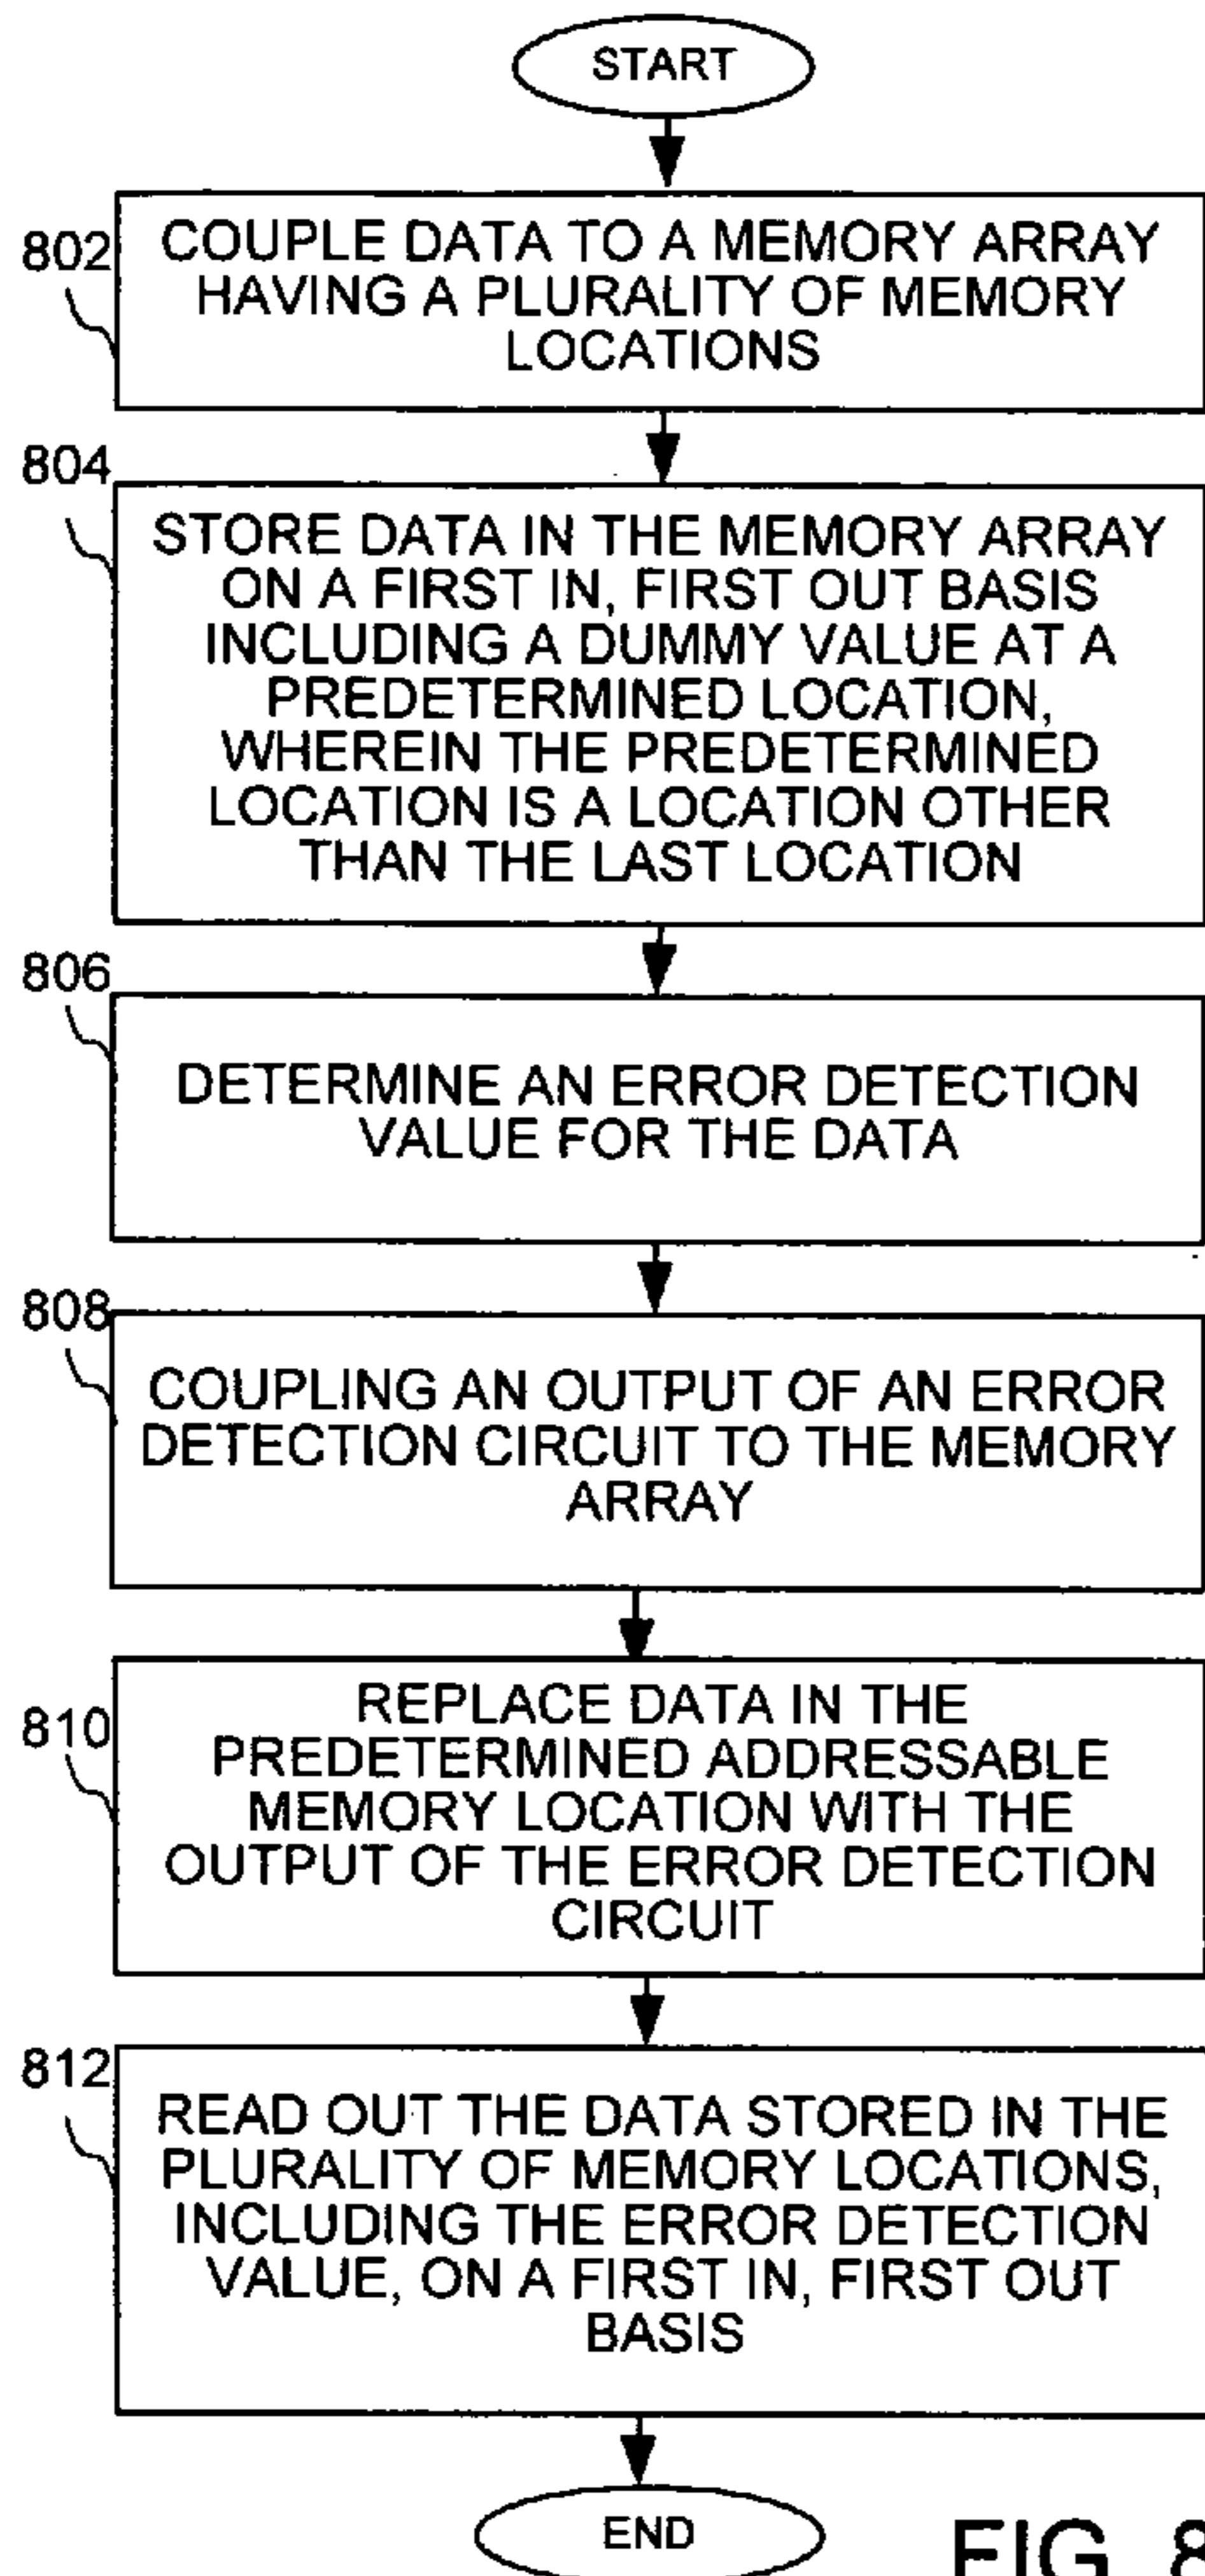 START
802
COUPLE DATA TO A MEMORY ARRAY
HAVING A PLURALITY OF MEMORY
LOCATIONS
804
STORE DATA IN THE MEMORY ARRAY
ON A FIRST IN, FIRST OUT BASIS
INCLUDING A DUMMY VALUE AT A
PREDETERMINED LOCATION,
WHEREIN THE PREDETERMINED
LOCATION IS A LOCATION OTHER
THAN THE LAST LOCATION
806
DETERMINE AN ERROR DETECTION
VALUE FOR THE DATA
808
COUPLING AN OUTPUT OF AN ERROR
DETECTION CIRCUIT TO THE MEMORY
ARRAY
810
REPLACE DATA IN THE
PREDETERMINED ADDRESSABLE
MEMORY LOCATION WITH THE
OUTPUT OF THE ERROR DETECTION
CIRCUIT
812
READ OUT THE DATA STORED IN THE
PLURALITY OF MEMORY LOCATIONS,
INCLUDING THE ERROR DETECTION
VALUE, ON A FIRST IN, FIRST OUT
BASIS
END
FIG. 8